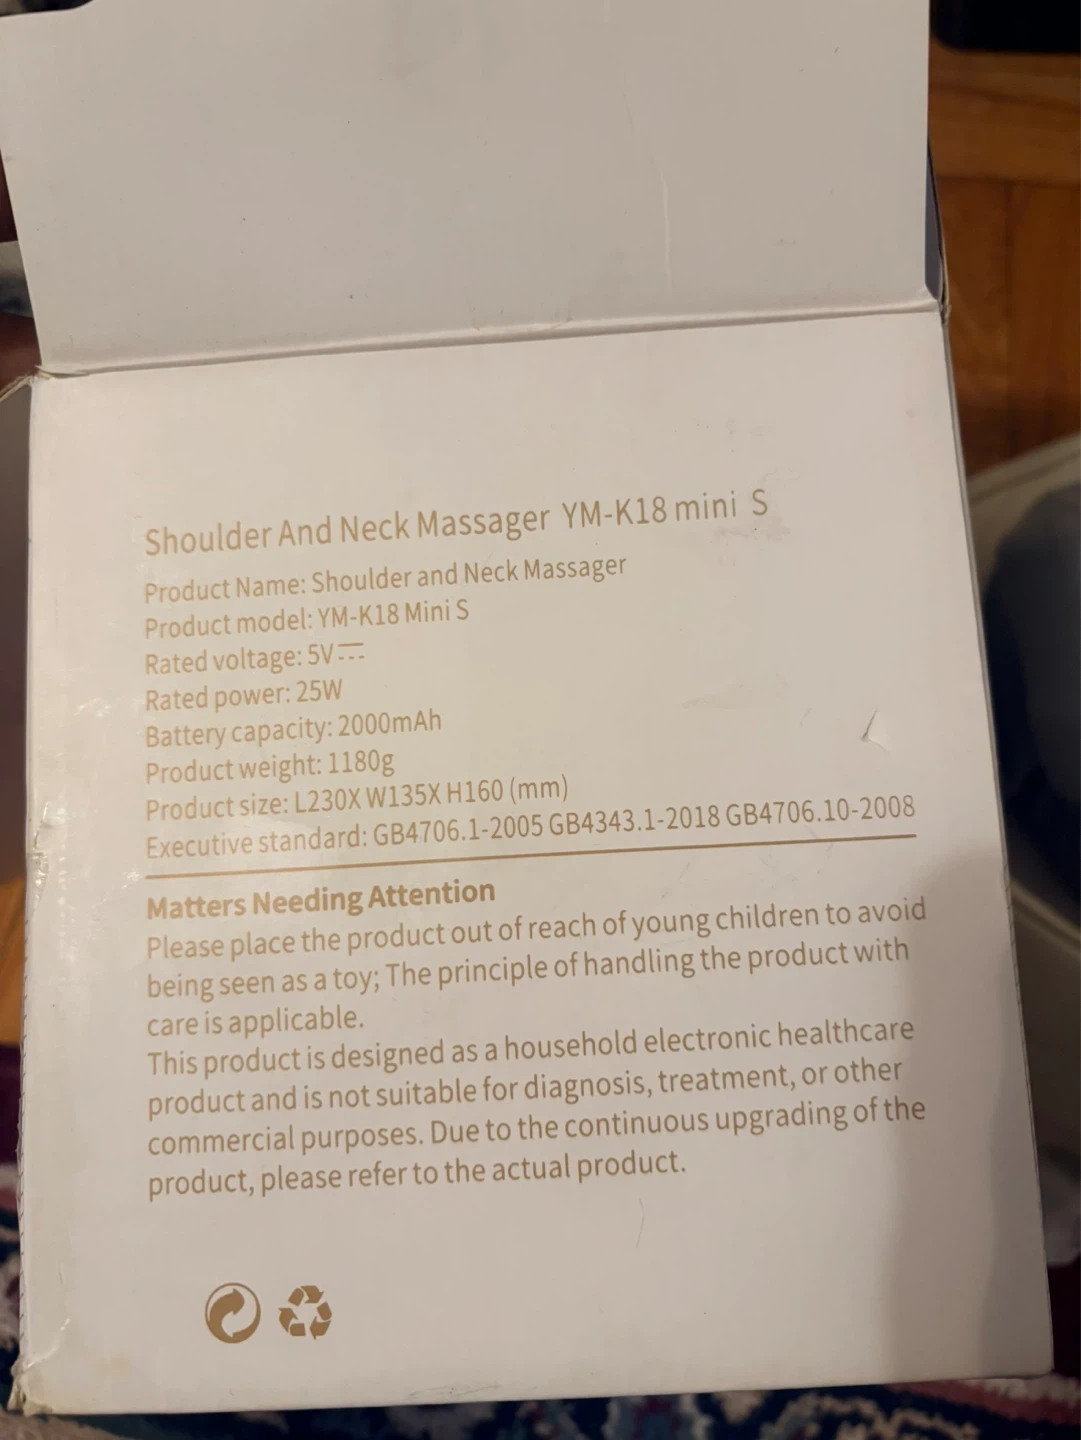 Shoulder And Neck Massager YM-K18 mini S
Product Name: Shoulder and Neck Massager
Product model: YM-K18 Mini S
Rated voltage: 5V⎓
Rated power: 25W
Battery capacity: 2000mAh
Product weight: 1180g
Product size: L230X W135X H160 (mm)
Executive standard: GB4706.1-2005 GB4343.1-2018 GB4706.10-2008
Matters Needing Attention
Please place the product out of reach of young children to avoid
being seen as a toy; The principle of handling the product with
care is applicable.
This product is designed as a household electronic healthcare
product and is not suitable for diagnosis, treatment, or other
commercial purposes. Due to the continuous upgrading of the
product, please refer to the actual product.